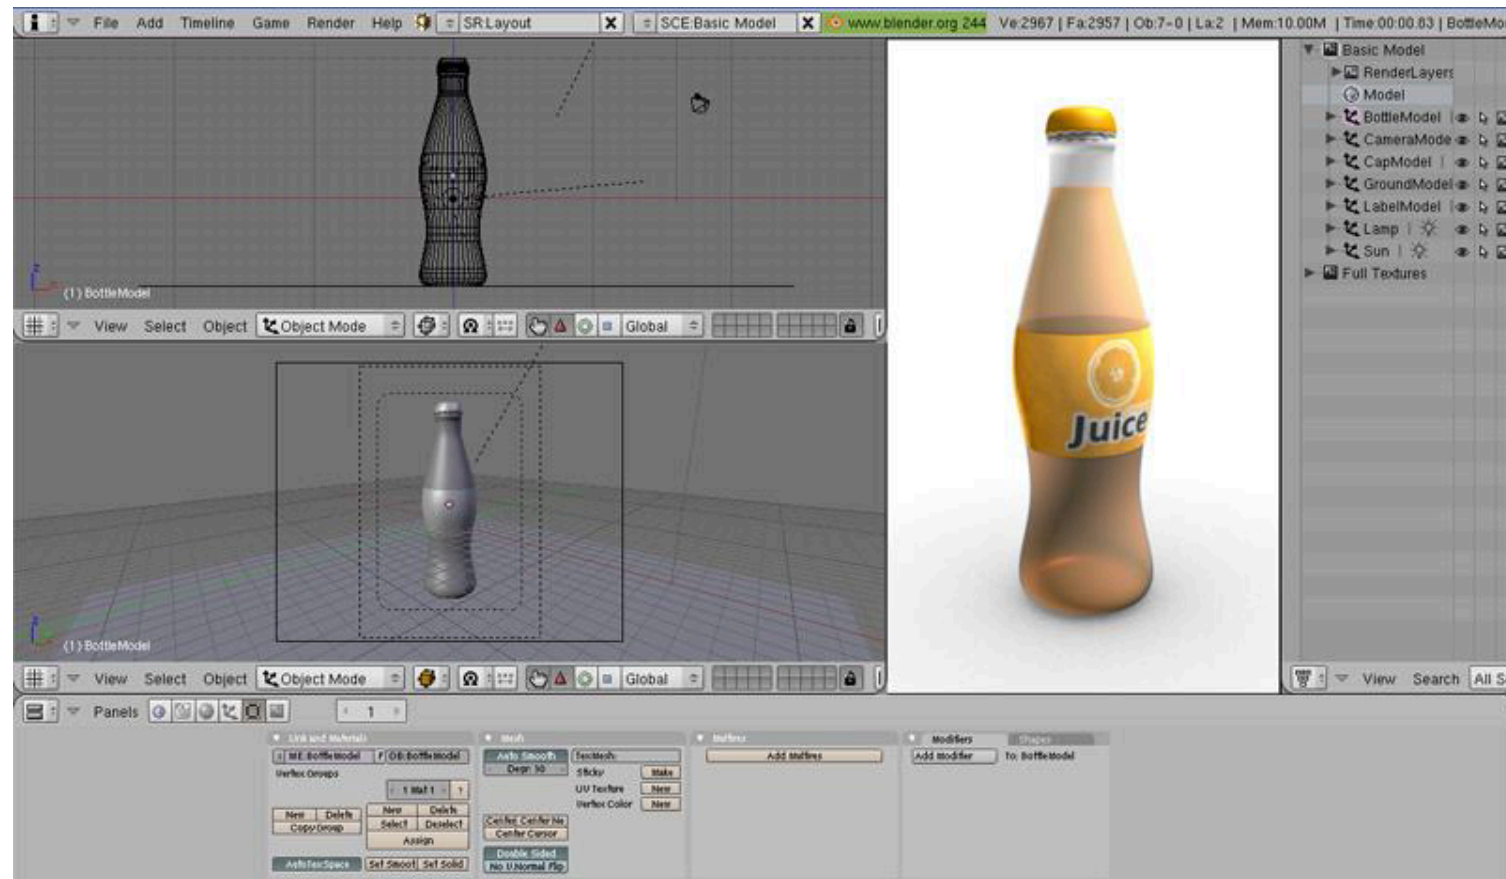 File Add Timeline Game Render Help SR:Layout X SCE:Basic Model X www.blender.org 244 Ve:2967 | Fa:2957 | Ob:7-0 | La:2 | Mem:10.00M | Time:00:00.83 | BottleMo
Basic Model
RenderLayers
Model
BottleModel
CameraMode
CapModel
GroundModel
LabelModel
Lamp
Sun
Full Textures
(1) BottleModel
View Select Object Object Mode Global
Juice
(1) BottleModel
View Select Object Object Mode Global
View Search All S
Panels 1
Link and Materials Mesh Multires Modifiers Shapes
ME:BottleModel F OB:BottleModel Auto Smooth TexMesh: Add Multires Add Modifier To: BottleModel
Vertex Groups Degr: 30 Sticky Make
1 Mat 1 ? UV Texture New
New Delete New Delete Vertex Color New
Copy Group Select Deselect Center Center Ne
Assign Center Cursor
AutoTexSpace Set Smoot Set Solid Double Sided
No V.Normal Flip